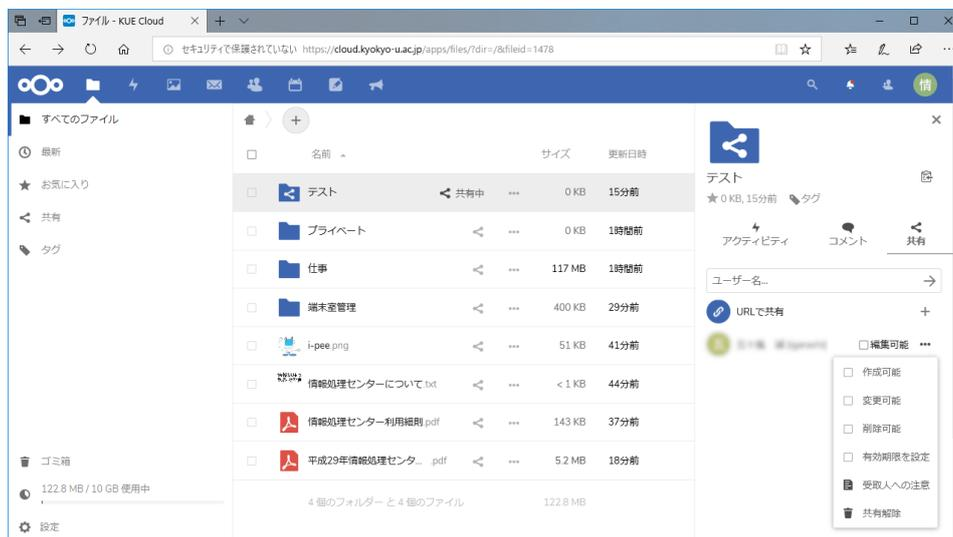 ファイル - KUE Cloud
セキュリティで保護されていない https://cloud.kyokyo-u.ac.jp/apps/files/?dir=/&fileid=1478
情
すべてのファイル
最新
お気に入り
共有
タグ
ゴミ箱
122.8 MB / 10 GB 使用中
設定
名前 サイズ 更新日時
テスト 共有中 0 KB 15分前
プライベート 0 KB 1時間前
仕事 117 MB 1時間前
端末室管理 400 KB 29分前
i-pee.png 51 KB 41分前
情報処理センターについて.txt < 1 KB 44分前
情報処理センター利用細則.pdf 143 KB 37分前
平成29年情報処理センタ... .pdf 5.2 MB 18分前
4 個のフォルダー と 4 個のファイル 122.8 MB
テスト
0 KB, 15分前 タグ
アクティビティ コメント 共有
ユーザー名...
URLで共有
編集可能
作成可能
変更可能
削除可能
有効期限を設定
受取人への注意
共有解除